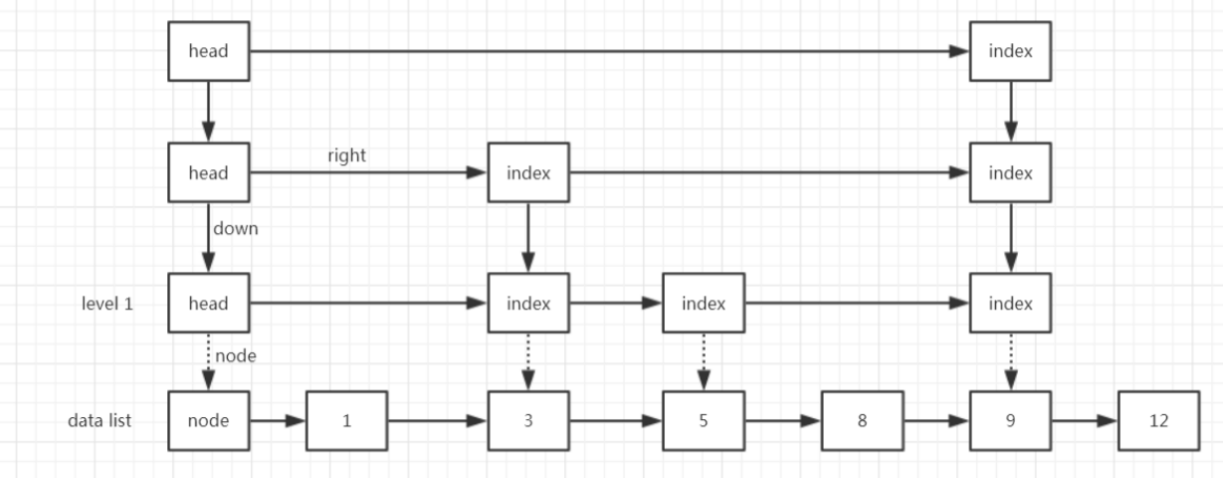 head
index
head
right
index
index
down
level 1
head
index
index
index
node
data list
node
1
3
5
8
9
12